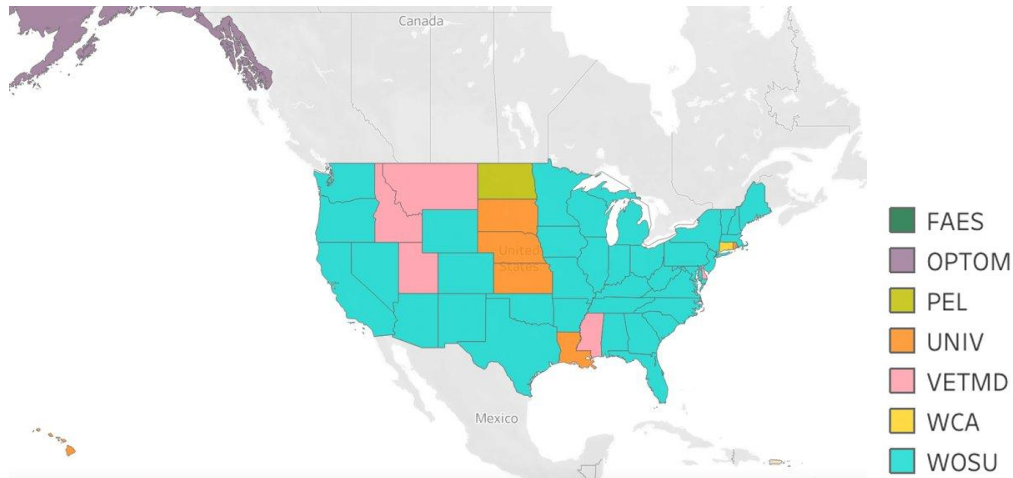 Canada
United
States
Mexico
FAES
OPTOM
PEL
UNIV
VETMD
WCA
WOSU